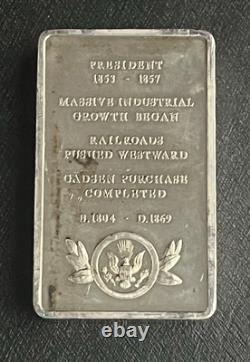 PRESIDENT
1853 - 1857
MASSIVE INDUSTRIAL
GROWTH BEGAN
RAILROADS
PUSHED WESTWARD
GADSEN PURCHASE
COMPLETED
B. 1804 - D. 1869